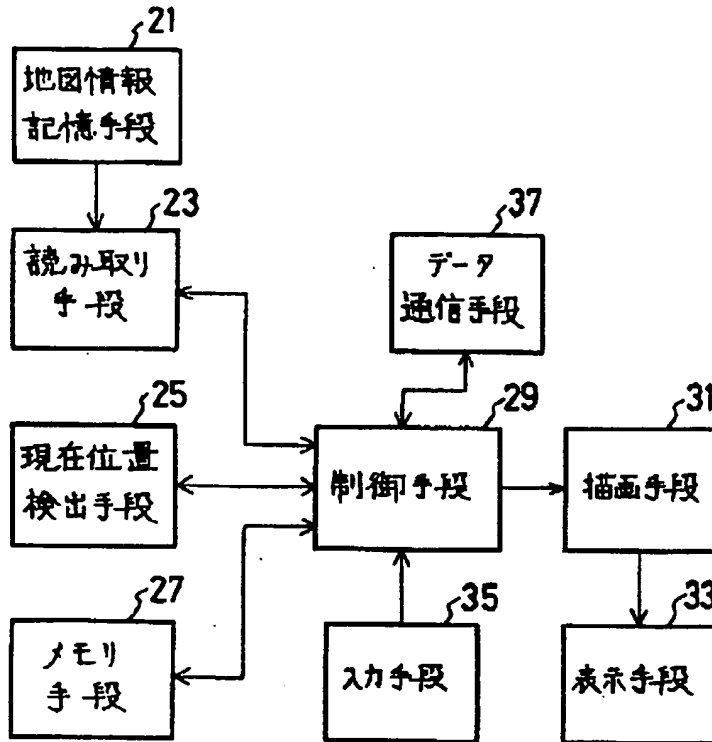 21
地図情報
記憶手段
23
読み取り
手段
37
データ
通信手段
25
現在位置
検出手段
29
制御手段
31
描画手段
27
メモリ
手段
35
入力手段
33
表示手段